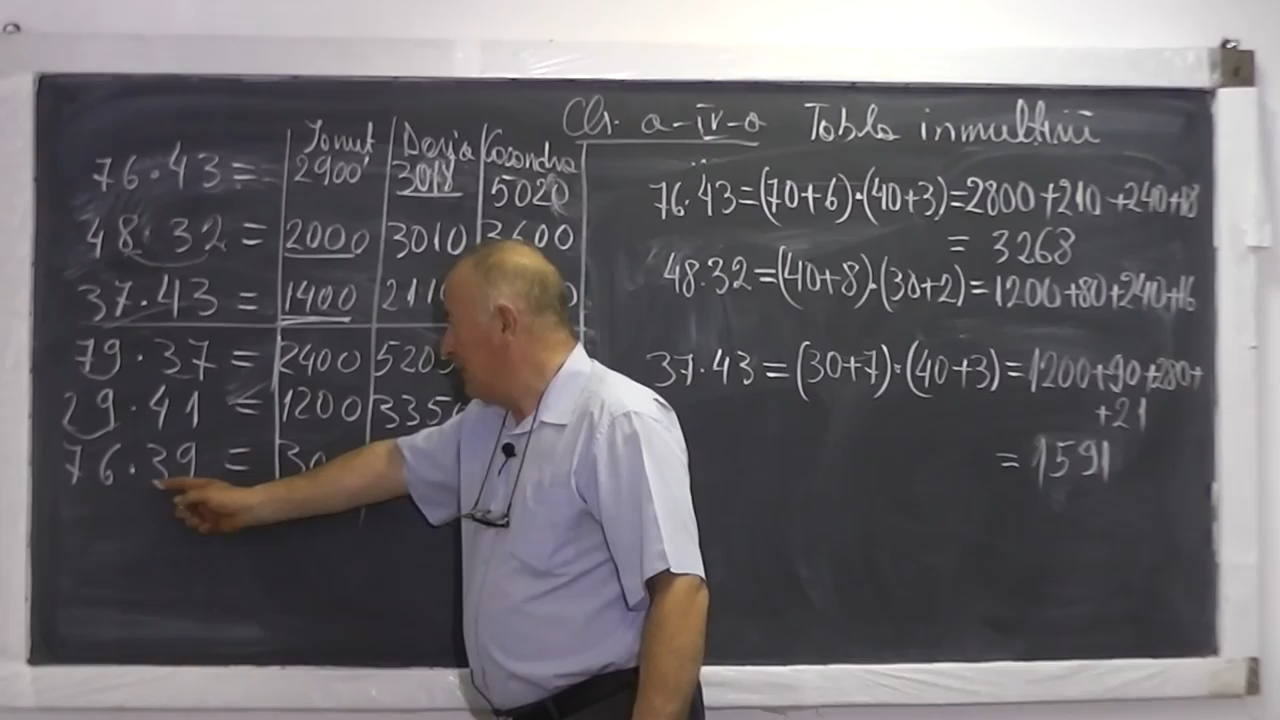 Cls. a-IV-a Tabla inmultirii
Ionut Daria Casandra
76·43= 2900 3018 5020
48·32= 2000 3010 3600
37·43= 1400
79·37= 2400
29·41= 1200
76·39=
76·43=(70+6)·(40+3)=2800+210+240+18
= 3268
48·32=(40+8)·(30+2)=1200+80+240+16
37·43=(30+7)·(40+3)=1200+90+280+
+21
= 1591